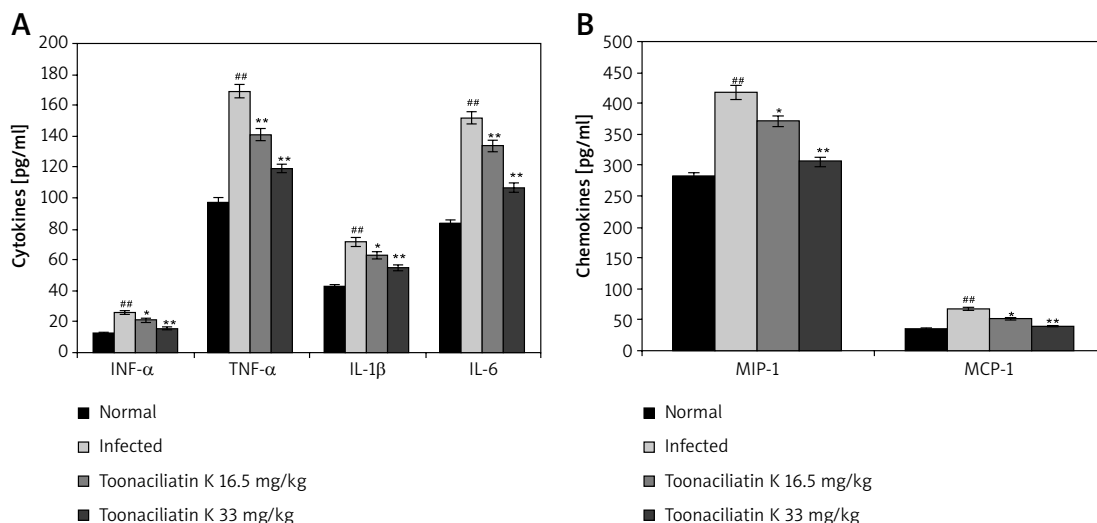 A
Cytokines [pg/ml]
200
180
160
140
120
100
80
60
40
20
0
##
*
**
##
**
**
##
*
**
##
**
**
INF-α
TNF-α
IL-1β
IL-6
Normal
Infected
Toonaciliatin K 16.5 mg/kg
Toonaciliatin K 33 mg/kg
B
Chemokines [pg/ml]
500
450
400
350
300
250
200
150
100
50
0
##
*
**
##
*
**
MIP-1
MCP-1
Normal
Infected
Toonaciliatin K 16.5 mg/kg
Toonaciliatin K 33 mg/kg